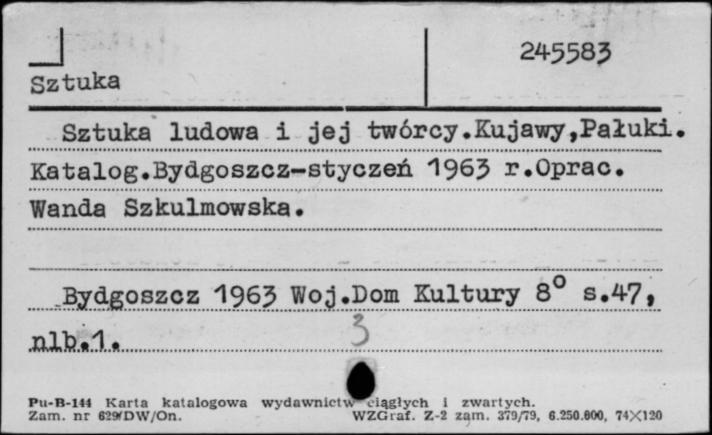 245583
Sztuka
Sztuka ludowa i jej twórcy.Kujawy,Pałuki.
Katalog.Bydgoszcz-styczeń 1963 r.Oprac.
Wanda Szkulmowska.
Bydgoszcz 1963 Woj.Dom Kultury 8° s.47,
nlb.1.
3
Pu-B-144 Karta katalogowa wydawnictw ciągłych i zwartych.
Zam. nr 629/DW/On. WZGraf. Z-2 zam. 379/79, 6.250.000, 74×120